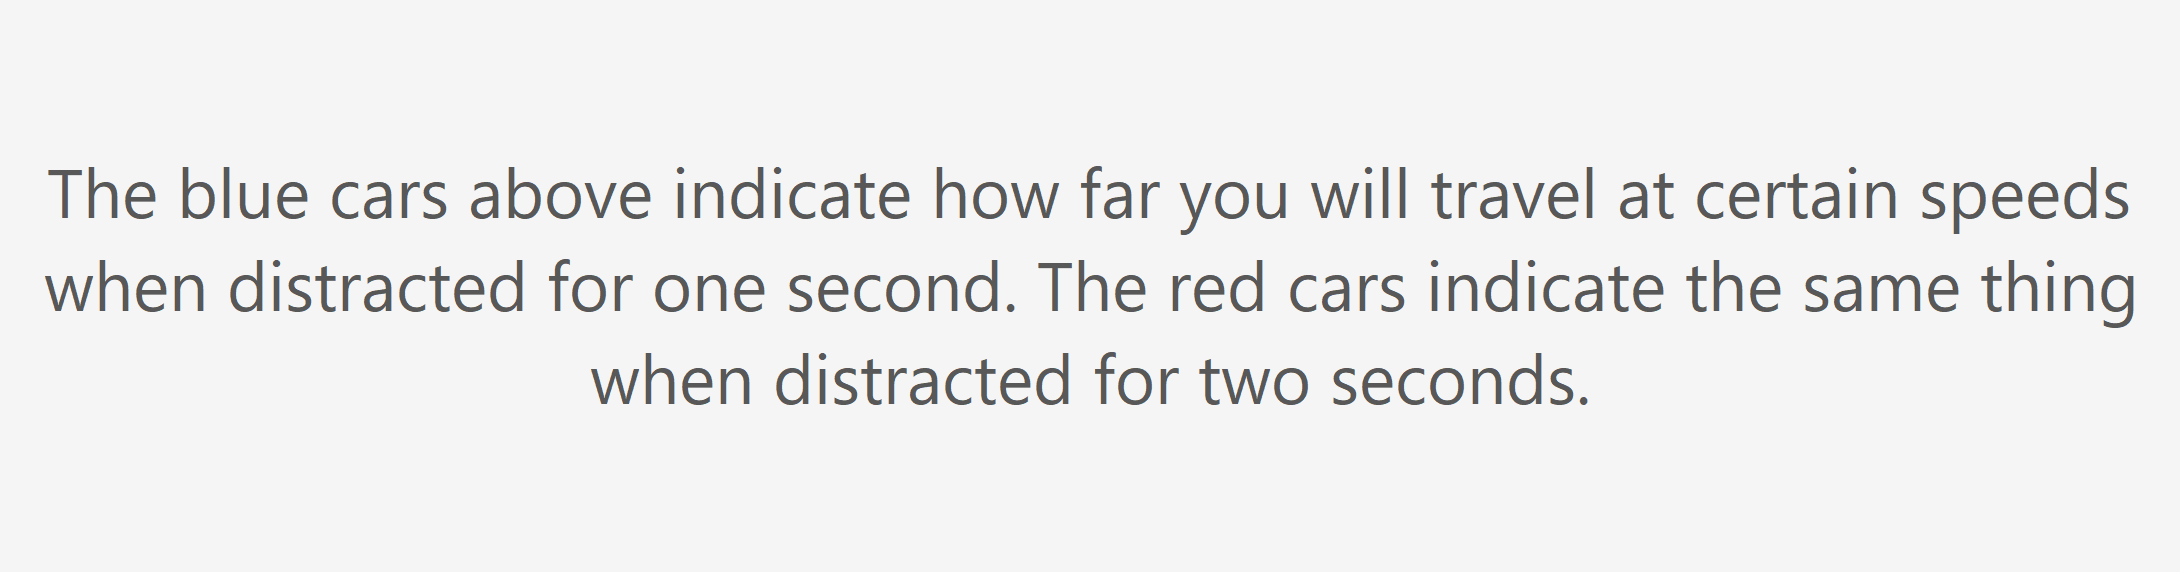 The blue cars above indicate how far you will travel at certain speeds
when distracted for one second. The red cars indicate the same thing
when distracted for two seconds.